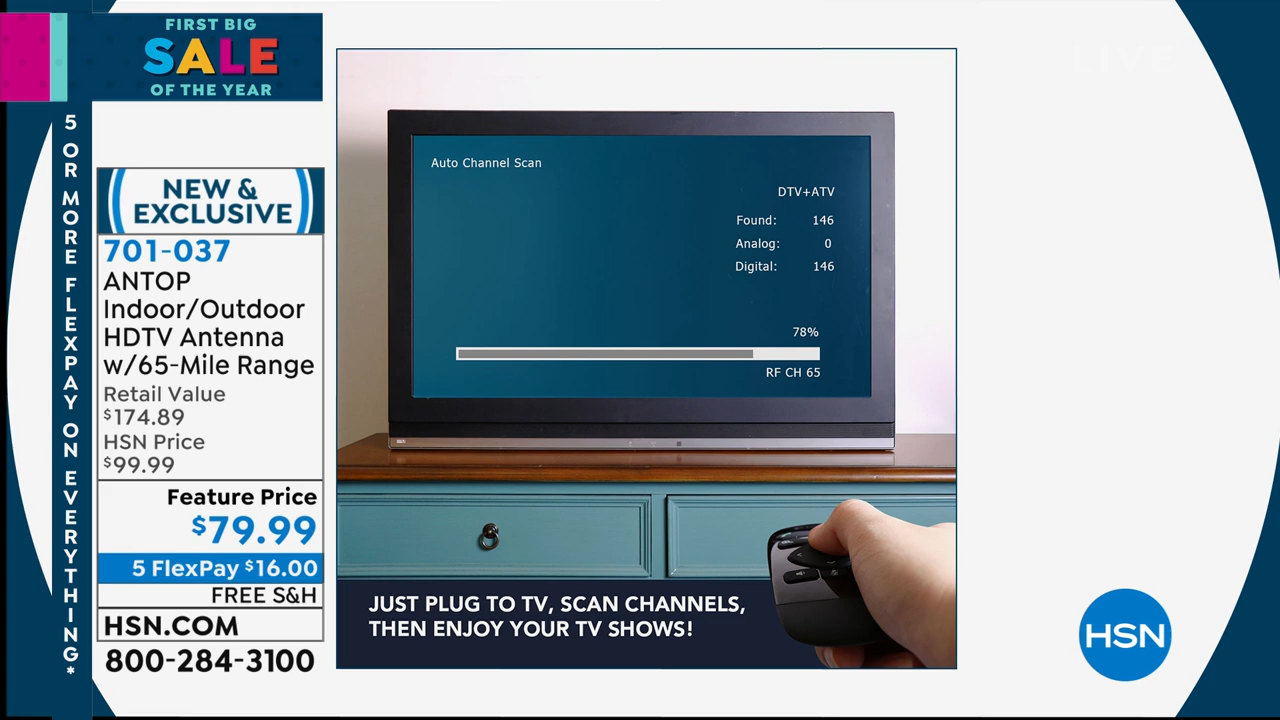 FIRST BIG
SALE
OF THE YEAR
LIVE
5 OR MORE FLEXPAY ON EVERYTHING*
NEW &
EXCLUSIVE
701-037
ANTOP
Indoor/Outdoor
HDTV Antenna
w/65-Mile Range
Retail Value
$174.89
HSN Price
$99.99
Feature Price
$79.99
5 FlexPay $16.00
FREE S&H
HSN.COM
800-284-3100
Auto Channel Scan
DTV+ATV
Found: 146
Analog: 0
Digital: 146
78%
RF CH 65
JUST PLUG TO TV, SCAN CHANNELS,
THEN ENJOY YOUR TV SHOWS!
HSN